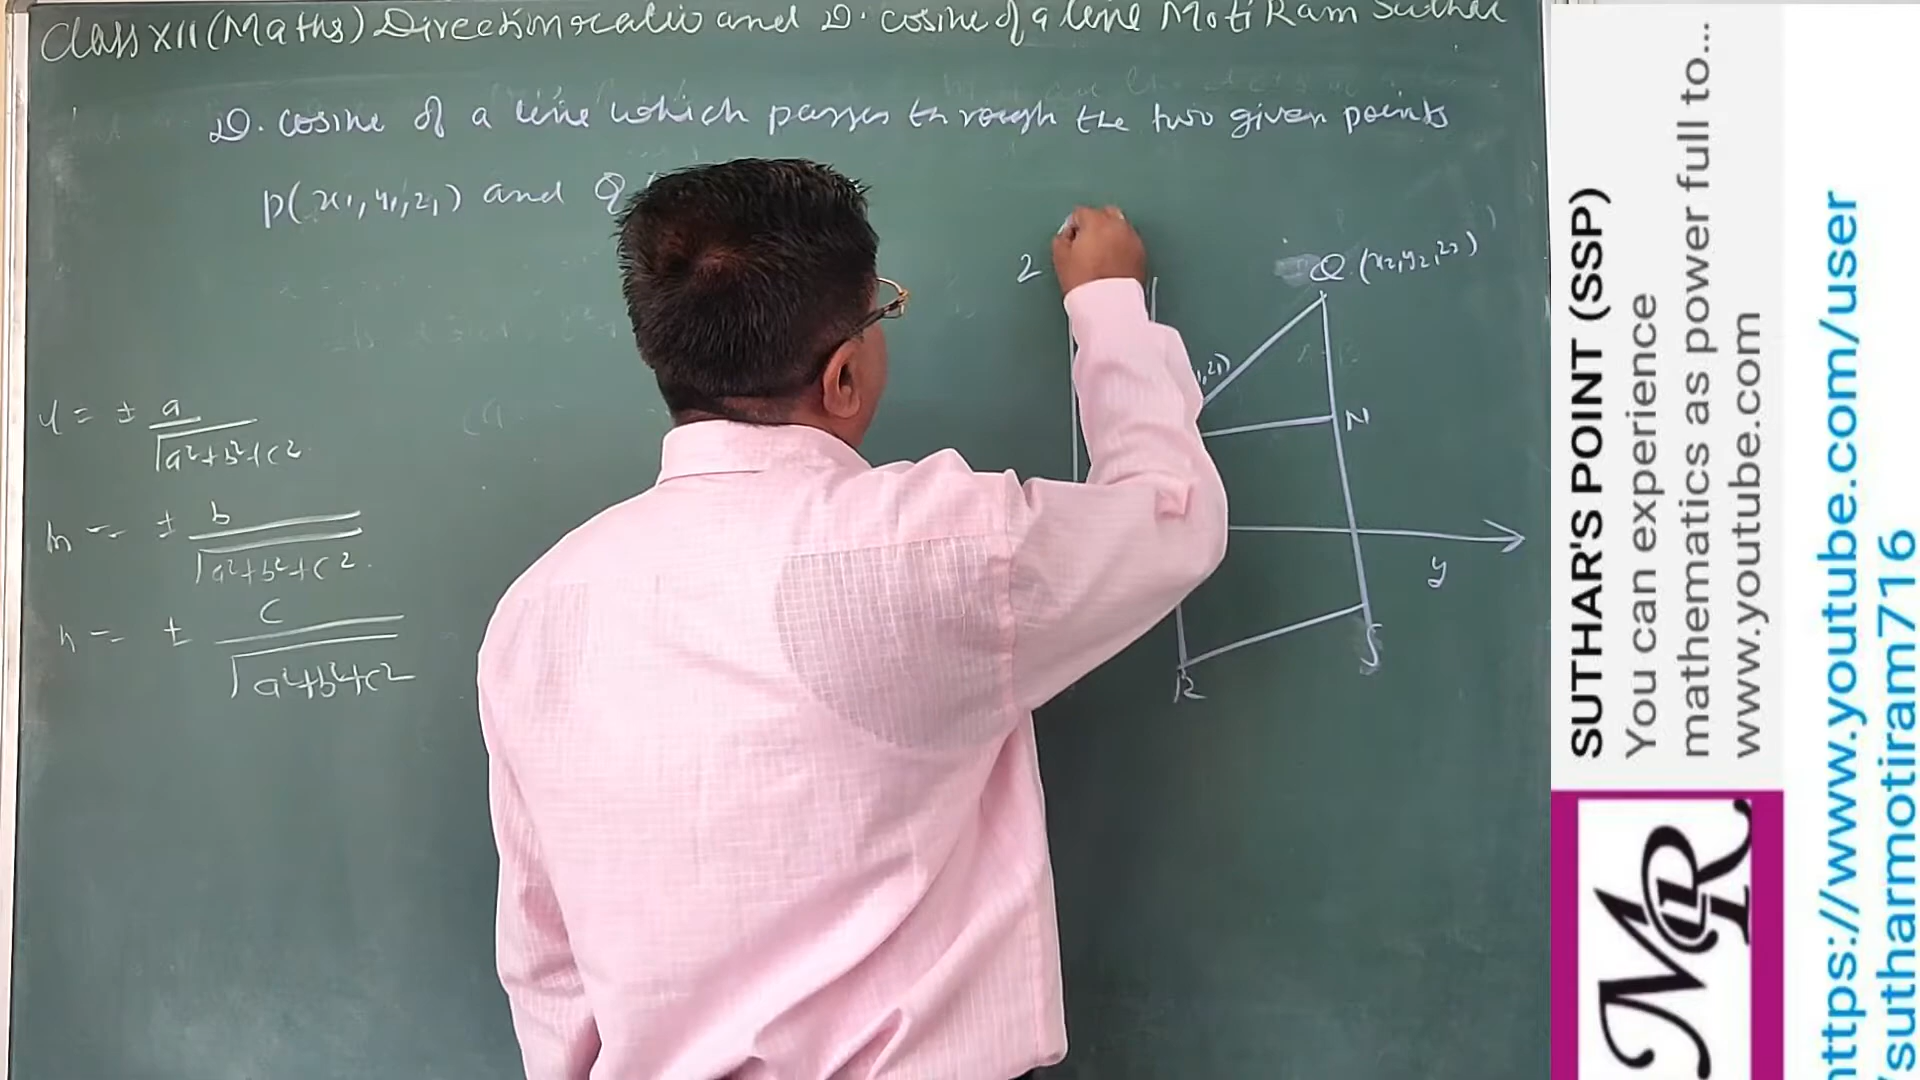 Class XII (Maths) Direction ratio and D. cosine of a line Moti Ram Suthar
D. cosine of a line which passes through the two given points
P(x₁, y₁, z₁) and Q
Z
Q (x₂, y₂, z₂)
, z₁)
N
y
R
S
l = ± a / √a²+b²+c²
m = ± b / √a²+b²+c²
n = ± c / √a²+b²+c²
SUTHAR'S POINT (SSP)
You can experience
mathematics as power full to...
www.youtube.com
MR
https://www.youtube.com/user
/sutharmotiram716